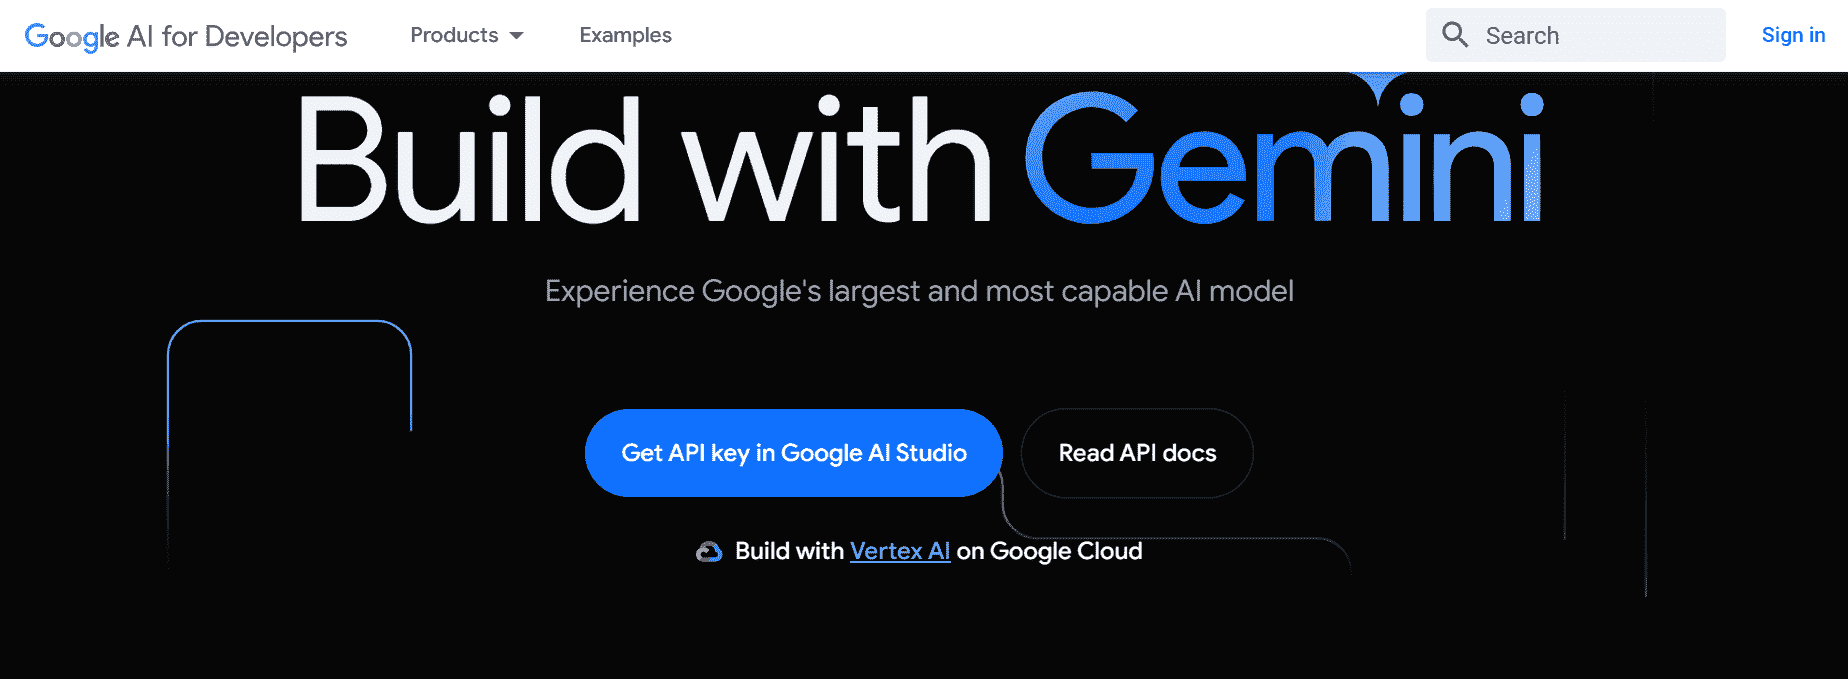 Google AI for Developers Products Examples Search Sign in
Build with Gemini
Experience Google's largest and most capable AI model
Get API key in Google AI Studio Read API docs
Build with Vertex AI on Google Cloud